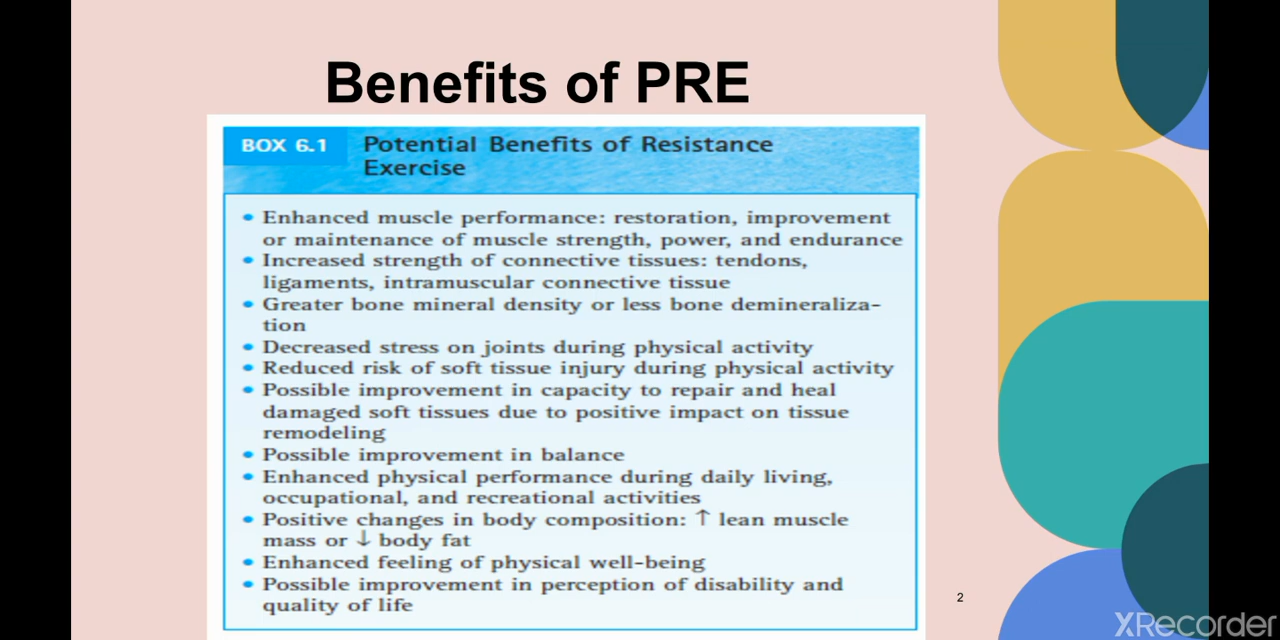 Benefits of PRE
BOX 6.1
Potential Benefits of Resistance
Exercise
• Enhanced muscle performance: restoration, improvement
or maintenance of muscle strength, power, and endurance
• Increased strength of connective tissues: tendons,
ligaments, intramuscular connective tissue
• Greater bone mineral density or less bone demineraliza-
tion
• Decreased stress on joints during physical activity
• Reduced risk of soft tissue injury during physical activity
• Possible improvement in capacity to repair and heal
damaged soft tissues due to positive impact on tissue
remodeling
• Possible improvement in balance
• Enhanced physical performance during daily living,
occupational, and recreational activities
• Positive changes in body composition: ↑ lean muscle
mass or ↓ body fat
• Enhanced feeling of physical well-being
• Possible improvement in perception of disability and
quality of life
2
XRecorder